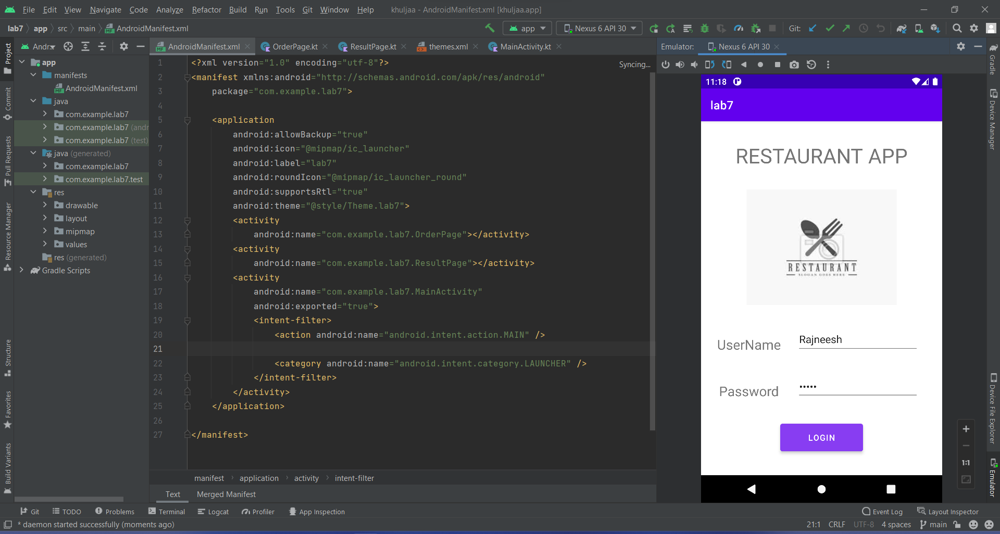 File Edit View Navigate Code Analyze Refactor Build Run Tools Git Window Help khuljaa - AndroidManifest.xml [khuljaa.app]
lab7 app src main AndroidManifest.xml app Nexus 6 API 30 Git:
Project
Commit
Pull Requests
Resource Manager
Structure
Favorites
Build Variants
Andr
app
manifests
AndroidManifest.xml
java
com.example.lab7
com.example.lab7 (andr
com.example.lab7 (test)
java (generated)
com.example.lab7
com.example.lab7.test
res
drawable
layout
mipmap
values
res (generated)
Gradle Scripts
AndroidManifest.xml OrderPage.kt ResultPage.kt themes.xml MainActivity.kt
Syncing...
1 <?xml version="1.0" encoding="utf-8"?>
2 <manifest xmlns:android="http://schemas.android.com/apk/res/android"
3 package="com.example.lab7">
4
5 <application
6 android:allowBackup="true"
7 android:icon="@mipmap/ic_launcher"
8 android:label="lab7"
9 android:roundIcon="@mipmap/ic_launcher_round"
10 android:supportsRtl="true"
11 android:theme="@style/Theme.lab7">
12 <activity
13 android:name="com.example.lab7.OrderPage"></activity>
14 <activity
15 android:name="com.example.lab7.ResultPage"></activity>
16 <activity
17 android:name="com.example.lab7.MainActivity"
18 android:exported="true">
19 <intent-filter>
20 <action android:name="android.intent.action.MAIN" />
21
22 <category android:name="android.intent.category.LAUNCHER" />
23 </intent-filter>
24 </activity>
25 </application>
26
27 </manifest>
manifest application activity intent-filter
Text Merged Manifest
Emulator: Nexus 6 API 30
11:18
lab7
RESTAURANT APP
RESTAURANT
SLOGAN GOES HERE
UserName Rajneesh
Password •••••
LOGIN
1:1
Gradle
Device Manager
Device File Explorer
Emulator
Git TODO Problems Terminal Logcat Profiler App Inspection Event Log Layout Inspector
* daemon started successfully (moments ago) 21:1 CRLF UTF-8 4 spaces main